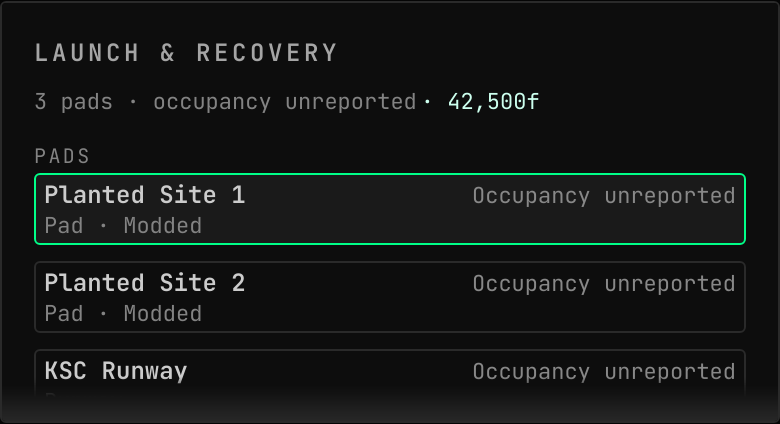 LAUNCH & RECOVERY
3 pads · occupancy unreported · 42,500f
PADS
Planted Site 1 Occupancy unreported
Pad · Modded
Planted Site 2 Occupancy unreported
Pad · Modded
KSC Runway Occupancy unreported